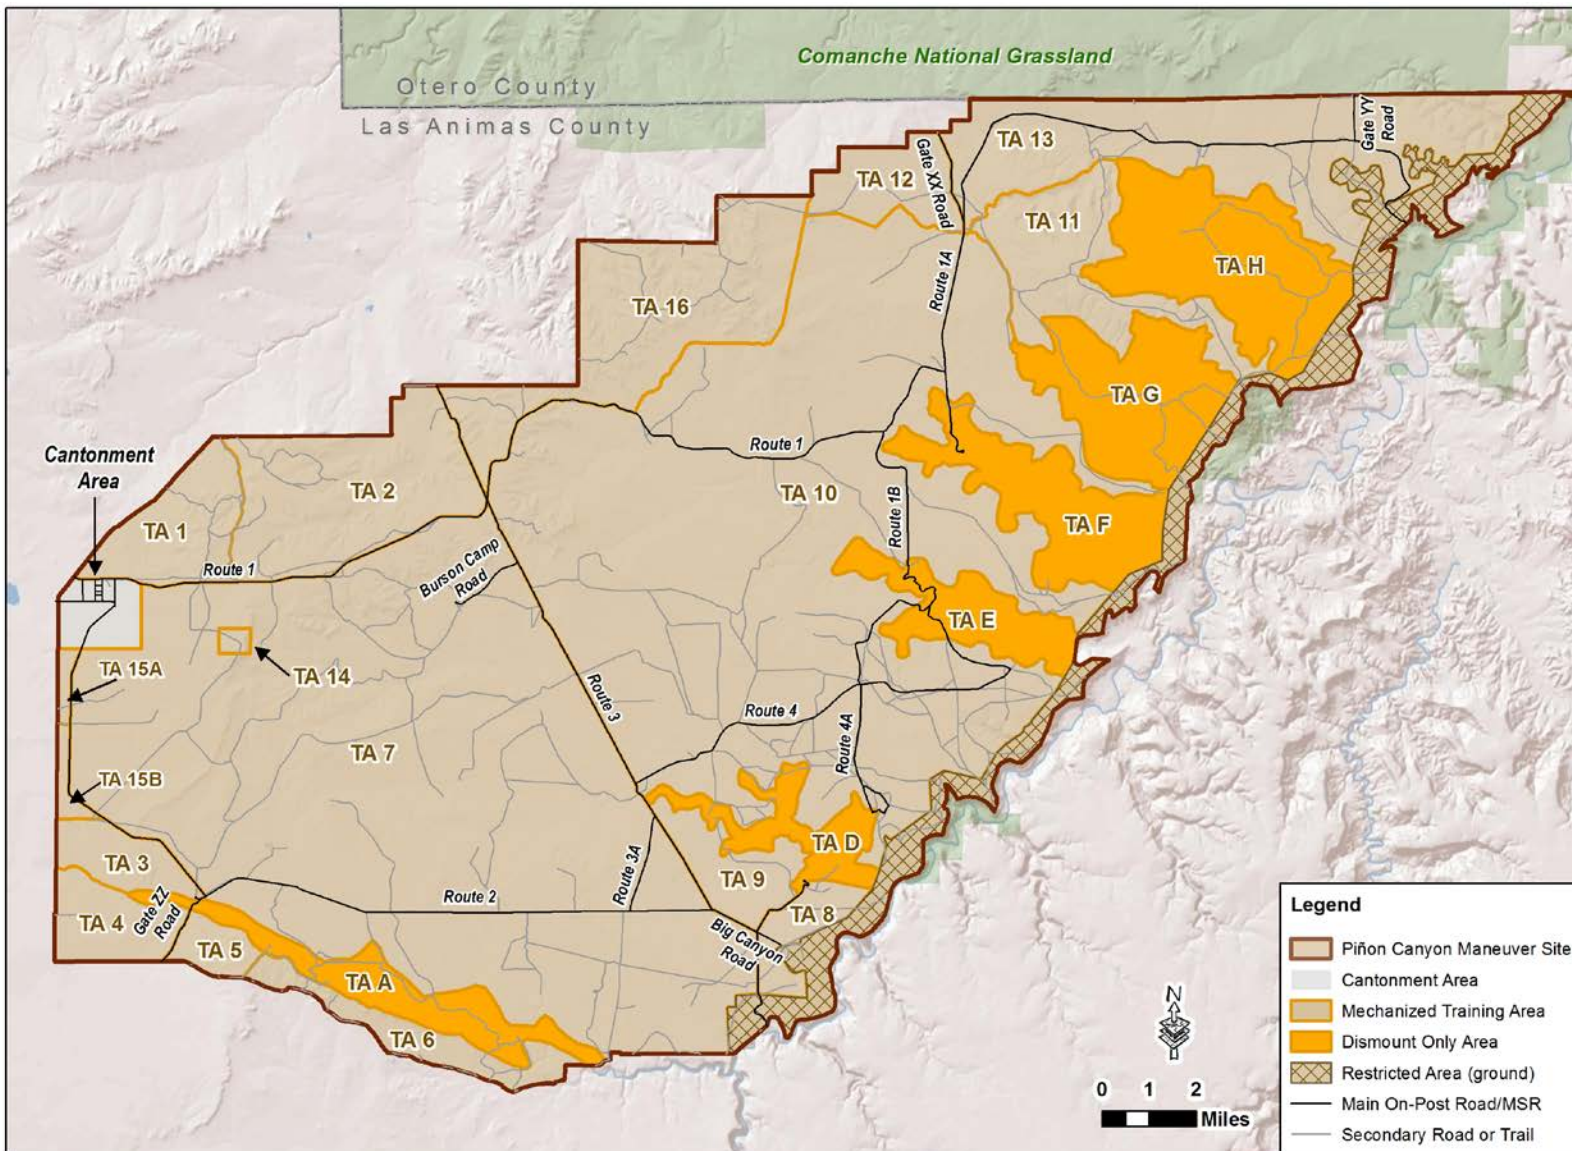 Comanche National Grassland
Otero County
Las Animas County
Gate YY
Road
TA 13
TA 12
Gate XX Road
TA 11
Route 1A
TA H
TA 16
TA G
Cantonment
Area
Route 1
TA 2
TA 10
Route 1B
TA 1
TA F
Route 1
Burson Camp
Road
TA E
TA 15A
TA 14
Route 3
Route 4
Route 4A
TA 7
TA 15B
TA D
TA 3
Route 3A
TA 9
Route 2
Gate ZZ
Road
TA 4
TA 8
TA 5
Big Canyon
Road
TA A
TA 6
N
0 1 2
Miles
Legend
Piñon Canyon Maneuver Site
Cantonment Area
Mechanized Training Area
Dismount Only Area
Restricted Area (ground)
Main On-Post Road/MSR
Secondary Road or Trail